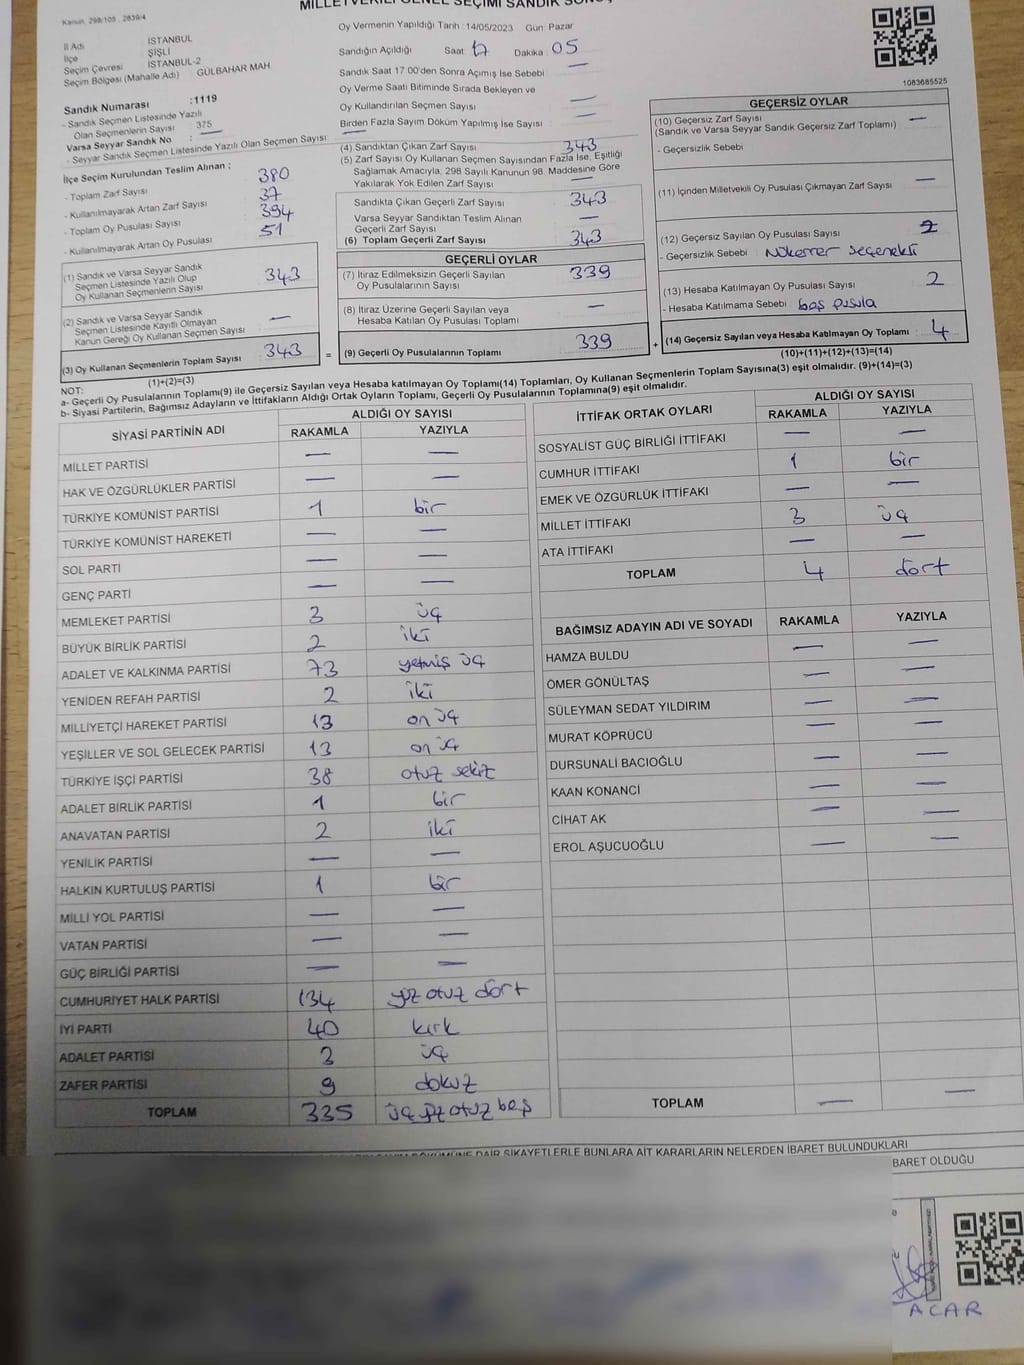 MİLLETVEKİLİ GENEL SEÇİMİ SANDIK
Kanun: 298/105 , 2839/4
Oy Vermenin Yapıldığı Tarih : 14/05/2023 Gün: Pazar
İl Adı İSTANBUL
İlçe ŞİŞLİ
Seçim Çevresi İSTANBUL-2
Seçim Bölgesi (Mahalle Adı) : GÜLBAHAR MAH.
Sandığın Açıldığı Saat 17 Dakika 05
Sandık Saat 17 00'den Sonra Açımış İse Sebebi —
Oy Verme Saati Bitiminde Sırada Bekleyen ve
Oy Kullandırılan Seçmen Sayısı —
Birden Fazla Sayım Döküm Yapılmış İse Sayısı : —
1083685525
Sandık Numarası :1119
- Sandık Seçmen Listesinde Yazılı
Olan Seçmenlerin Sayısı : 375
Varsa Seyyar Sandık No : —
- Seyyar Sandık Seçmen Listesinde Yazılı Olan Seçmen Sayısı : —
İlçe Seçim Kurulundan Teslim Alınan ;
- Toplam Zarf Sayısı 380
- Kullanılmayarak Artan Zarf Sayısı 37
- Toplam Oy Pusulası Sayısı 394
- Kullanılmayarak Artan Oy Pusulası 51
(1) Sandık ve Varsa Seyyar Sandık
Seçmen Listesinde Yazılı Olup
Oy Kullanan Seçmenlerin Sayısı 343
(2) Sandık ve Varsa Seyyar Sandık
Seçmen Listesinde Kayıtlı Olmayan
Kanun Gereği Oy Kullanan Seçmen Sayısı —
(3) Oy Kullanan Seçmenlerin Toplam Sayısı 343 =
(1)+(2)=(3)
(4) Sandıktan Çıkan Zarf Sayısı 343
(5) Zarf Sayısı Oy Kullanan Seçmen Sayısından Fazla İse, Eşitliği
Sağlamak Amacıyla, 298 Sayılı Kanunun 98. Maddesine Göre
Yakılarak Yok Edilen Zarf Sayısı —
Sandıkta Çıkan Geçerli Zarf Sayısı 343
Varsa Seyyar Sandıktan Teslim Alınan
Geçerli Zarf Sayısı —
(6) Toplam Geçerli Zarf Sayısı 343
GEÇERLİ OYLAR
(7) İtiraz Edilmeksizin Geçerli Sayılan
Oy Pusulalarının Sayısı 339
(8) İtiraz Üzerine Geçerli Sayılan veya
Hesaba Katılan Oy Pusulası Toplamı —
(9) Geçerli Oy Pusulalarının Toplamı 339 +
GEÇERSİZ OYLAR
(10) Geçersiz Zarf Sayısı
(Sandık ve Varsa Seyyar Sandık Geçersiz Zarf Toplamı) —
- Geçersizlik Sebebi
(11) İçinden Milletvekili Oy Pusulası Çıkmayan Zarf Sayısı —
(12) Geçersiz Sayılan Oy Pusulası Sayısı 2
- Geçersizlik Sebebi Mükerrer seçenekti
(13) Hesaba Katılmayan Oy Pusulası Sayısı 2
- Hesaba Katılmama Sebebi boş pusula
(14) Geçersiz Sayılan veya Hesaba Katılmayan Oy Toplamı 4
(10)+(11)+(12)+(13)=(14)
NOT:
a- Geçerli Oy Pusulalarının Toplamı(9) ile Geçersiz Sayılan veya Hesaba katılmayan Oy Toplamı(14) Toplamları, Oy Kullanan Seçmenlerin Toplam Sayısına(3) eşit olmalıdır. (9)+(14)=(3)
b- Siyasi Partilerin, Bağımsız Adayların ve İttifakların Aldığı Ortak Oyların Toplamı, Geçerli Oy Pusulalarının Toplamına(9) eşit olmalıdır.
SİYASİ PARTİNİN ADI ALDIĞI OY SAYISI
RAKAMLA YAZIYLA
MİLLET PARTİSİ — —
HAK VE ÖZGÜRLÜKLER PARTİSİ — —
TÜRKİYE KOMÜNİST PARTİSİ 1 bir
TÜRKİYE KOMÜNİST HAREKETİ — —
SOL PARTİ — —
GENÇ PARTİ — —
MEMLEKET PARTİSİ 3 üç
BÜYÜK BİRLİK PARTİSİ 2 iki
ADALET VE KALKINMA PARTİSİ 73 yetmiş üç
YENİDEN REFAH PARTİSİ 2 iki
MİLLİYETÇİ HAREKET PARTİSİ 13 on üç
YEŞİLLER VE SOL GELECEK PARTİSİ 13 on üç
TÜRKİYE İŞÇİ PARTİSİ 38 otuz sekiz
ADALET BİRLİK PARTİSİ 1 bir
ANAVATAN PARTİSİ 2 iki
YENİLİK PARTİSİ — —
HALKIN KURTULUŞ PARTİSİ 1 bir
MİLLİ YOL PARTİSİ — —
VATAN PARTİSİ — —
GÜÇ BİRLİĞİ PARTİSİ — —
CUMHURİYET HALK PARTİSİ 134 yüz otuz dört
İYİ PARTİ 40 kırk
ADALET PARTİSİ 3 üç
ZAFER PARTİSİ 9 dokuz
TOPLAM 335 üç yüz otuz beş
İTTİFAK ORTAK OYLARI ALDIĞI OY SAYISI
RAKAMLA YAZIYLA
SOSYALİST GÜÇ BİRLİĞİ İTTİFAKI — —
CUMHUR İTTİFAKI 1 bir
EMEK VE ÖZGÜRLÜK İTTİFAKI — —
MİLLET İTTİFAKI 3 üç
ATA İTTİFAKI — —
TOPLAM 4 dört
BAĞIMSIZ ADAYIN ADI VE SOYADI RAKAMLA YAZIYLA
HAMZA BULDU — —
ÖMER GÖNÜLTAŞ — —
SÜLEYMAN SEDAT YILDIRIM — —
MURAT KÖPRÜCÜ — —
DURSUNALİ BACIOĞLU — —
KAAN KONANCİ — —
CİHAT AK — —
EROL AŞUCUOĞLU — —
TOPLAM — —
DÖKÜMÜNE DAİR ŞİKAYETLERLE BUNLARA AİT KARARLARIN NELERDEN İBARET BULUNDUKLARI
BARET OLDUĞU
ACAR